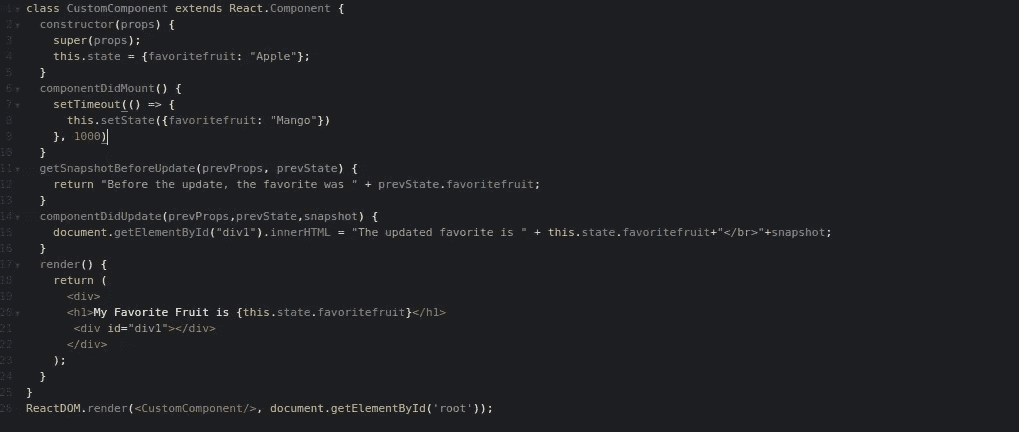 1 class CustomComponent extends React.Component {
2 constructor(props) {
3 super(props);
4 this.state = {favoritefruit: "Apple"};
5 }
6 componentDidMount() {
7 setTimeout(() => {
8 this.setState({favoritefruit: "Mango"})
9 }, 1000)
10 }
11 getSnapshotBeforeUpdate(prevProps, prevState) {
12 return "Before the update, the favorite was " + prevState.favoritefruit;
13 }
14 componentDidUpdate(prevProps,prevState,snapshot) {
15 document.getElementById("div1").innerHTML = "The updated favorite is " + this.state.favoritefruit+"</br>"+snapshot;
16 }
17 render() {
18 return (
19 <div>
20 <h1>My Favorite Fruit is {this.state.favoritefruit}</h1>
21 <div id="div1"></div>
22 </div>
23 );
24 }
25 }
26 ReactDOM.render(<CustomComponent/>, document.getElementById('root'));